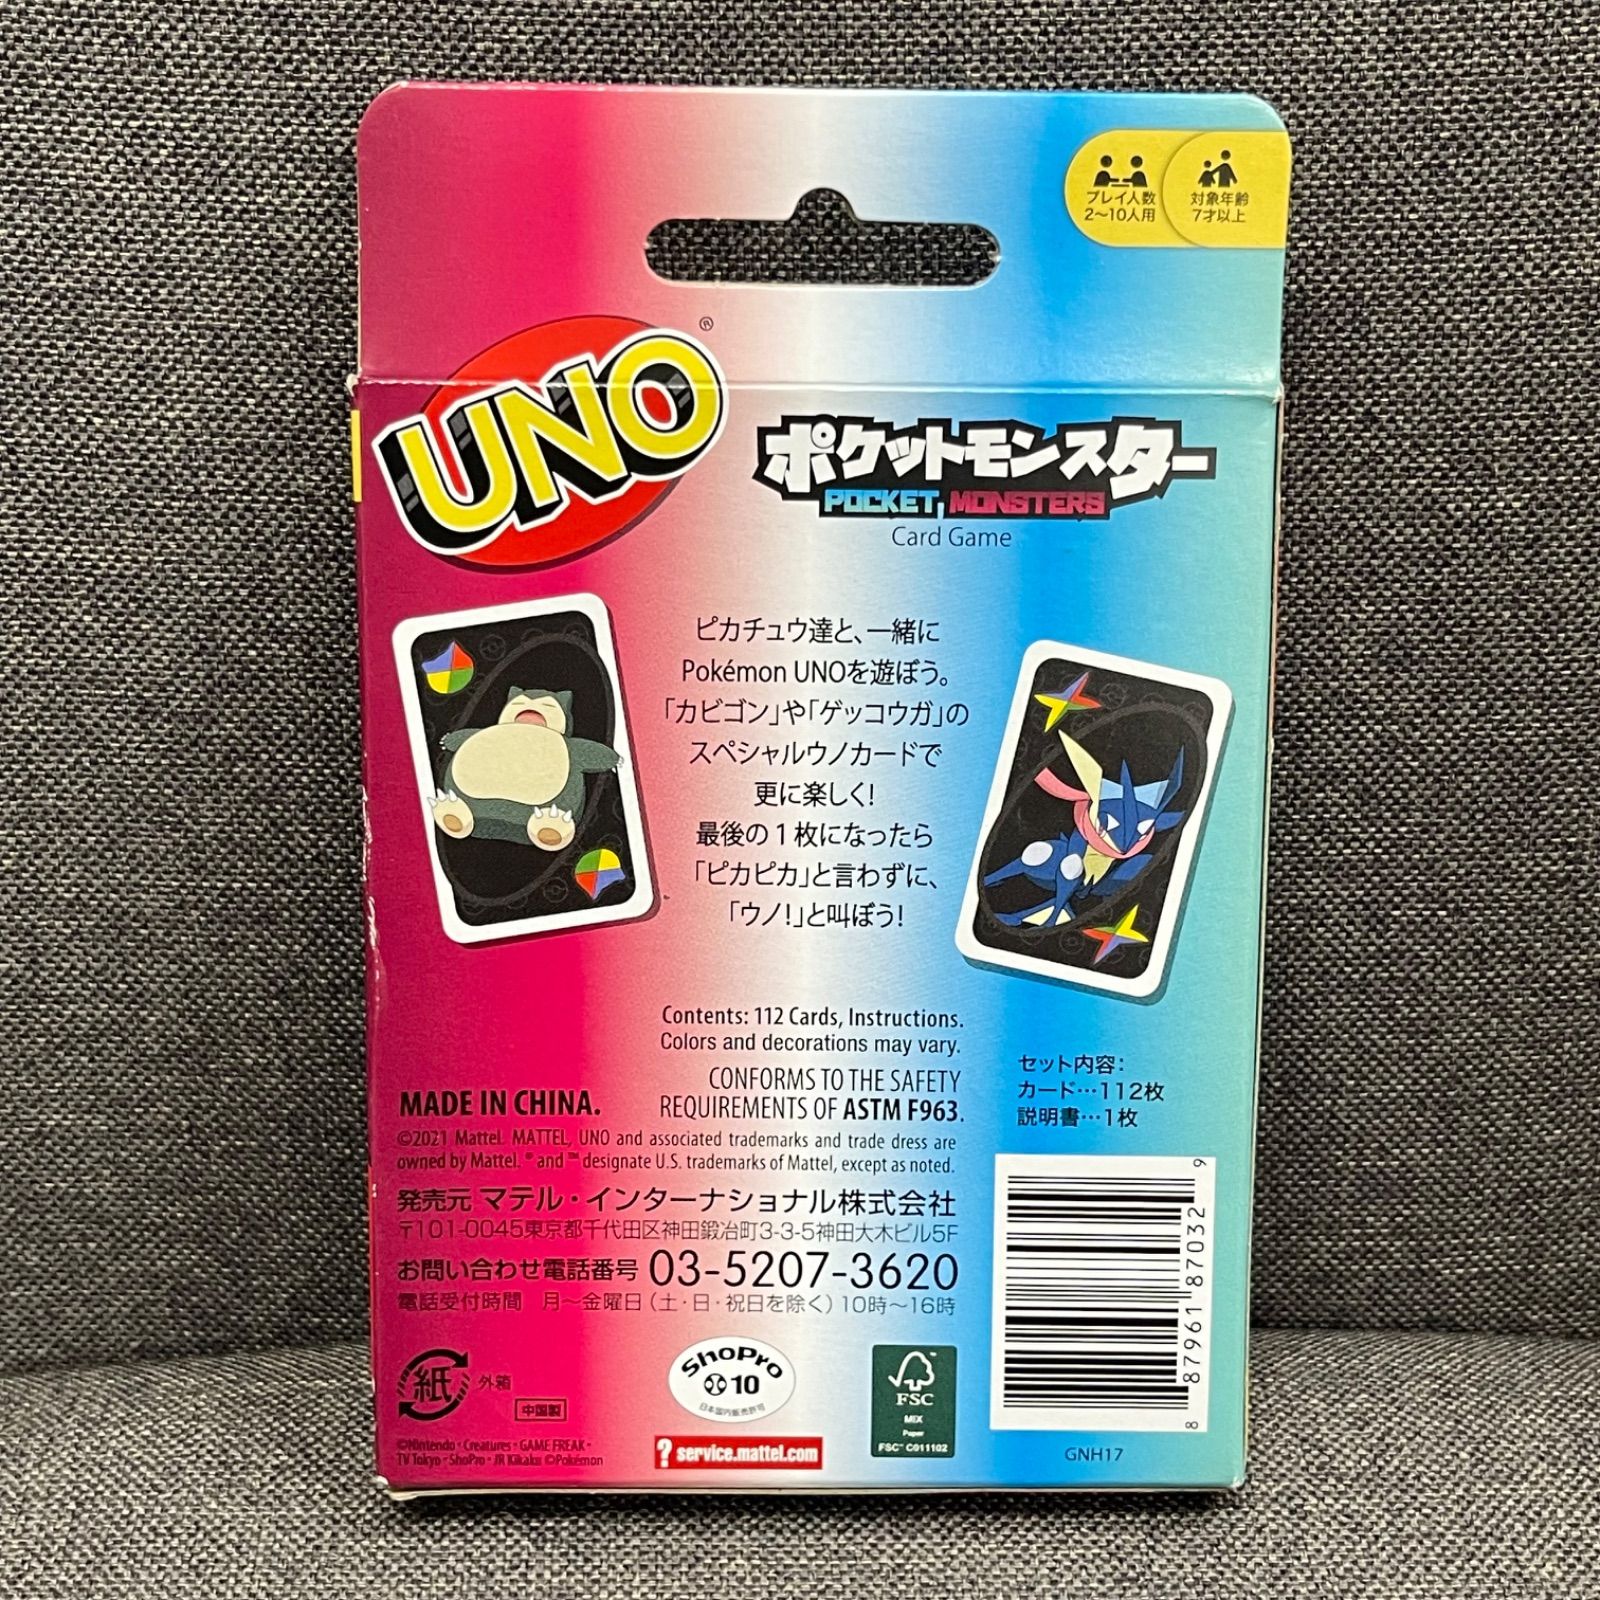 プレイ人数
2〜10人用
対象年齢
7才以上
UNO®
ポケットモンスター
POCKET MONSTERS
Card Game
ピカチュウ達と、一緒に
Pokémon UNOを遊ぼう。
「カビゴン」や「ゲッコウガ」の
スペシャルウノカードで
更に楽しく!
最後の1枚になったら
「ピカピカ」と言わずに、
「ウノ!」と叫ぼう!
Contents: 112 Cards, Instructions.
Colors and decorations may vary.
CONFORMS TO THE SAFETY
REQUIREMENTS OF ASTM F963.
MADE IN CHINA.
©2021 Mattel. MATTEL, UNO and associated trademarks and trade dress are
owned by Mattel. ® and ™ designate U.S. trademarks of Mattel, except as noted.
発売元 マテル・インターナショナル株式会社
〒101-0045東京都千代田区神田鍛冶町3-3-5神田大木ビル5F
お問い合わせ電話番号 03-5207-3620
電話受付時間 月〜金曜日(土・日・祝日を除く)10時〜16時
セット内容:
カード…112枚
説明書…1枚
8 87961 87032 9
紙 外箱
中国製
ShoPro
10
日本国内販売許可
FSC™
MIX
Paper
FSC™ C011102
©Nintendo・Creatures・GAME FREAK・
TV Tokyo・ShoPro・JR Kikaku ©Pokémon
? service.mattel.com
GNH17